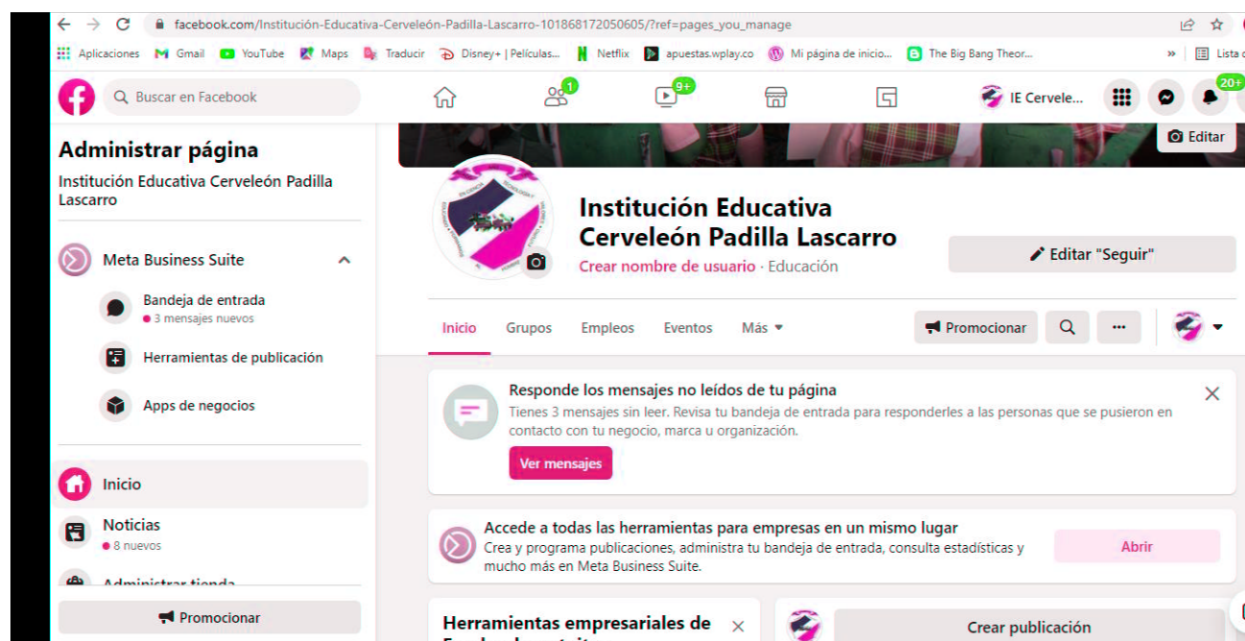 facebook.com/Institución-Educativa-Cerveleón-Padilla-Lascarro-101868172050605/?ref=pages_you_manage
Aplicaciones Gmail YouTube Maps Traducir Disney+ | Películas... Netflix apuestas.wplay.co Mi página de inicio... The Big Bang Theor... » Lista
Buscar en Facebook
1
9+
IE Cervele...
20+
Administrar página
Institución Educativa Cerveleón Padilla
Lascarro
Meta Business Suite
Bandeja de entrada
3 mensajes nuevos
Herramientas de publicación
Apps de negocios
Inicio
Noticias
8 nuevos
Administrar tienda
Promocionar
Editar
Institución Educativa
Cerveleón Padilla Lascarro
Crear nombre de usuario · Educación
Editar "Seguir"
Inicio Grupos Empleos Eventos Más
Promocionar
Responde los mensajes no leídos de tu página
Tienes 3 mensajes sin leer. Revisa tu bandeja de entrada para responderles a las personas que se pusieron en
contacto con tu negocio, marca u organización.
Ver mensajes
Accede a todas las herramientas para empresas en un mismo lugar
Crea y programa publicaciones, administra tu bandeja de entrada, consulta estadísticas y
mucho más en Meta Business Suite.
Abrir
Herramientas empresariales de
Crear publicación